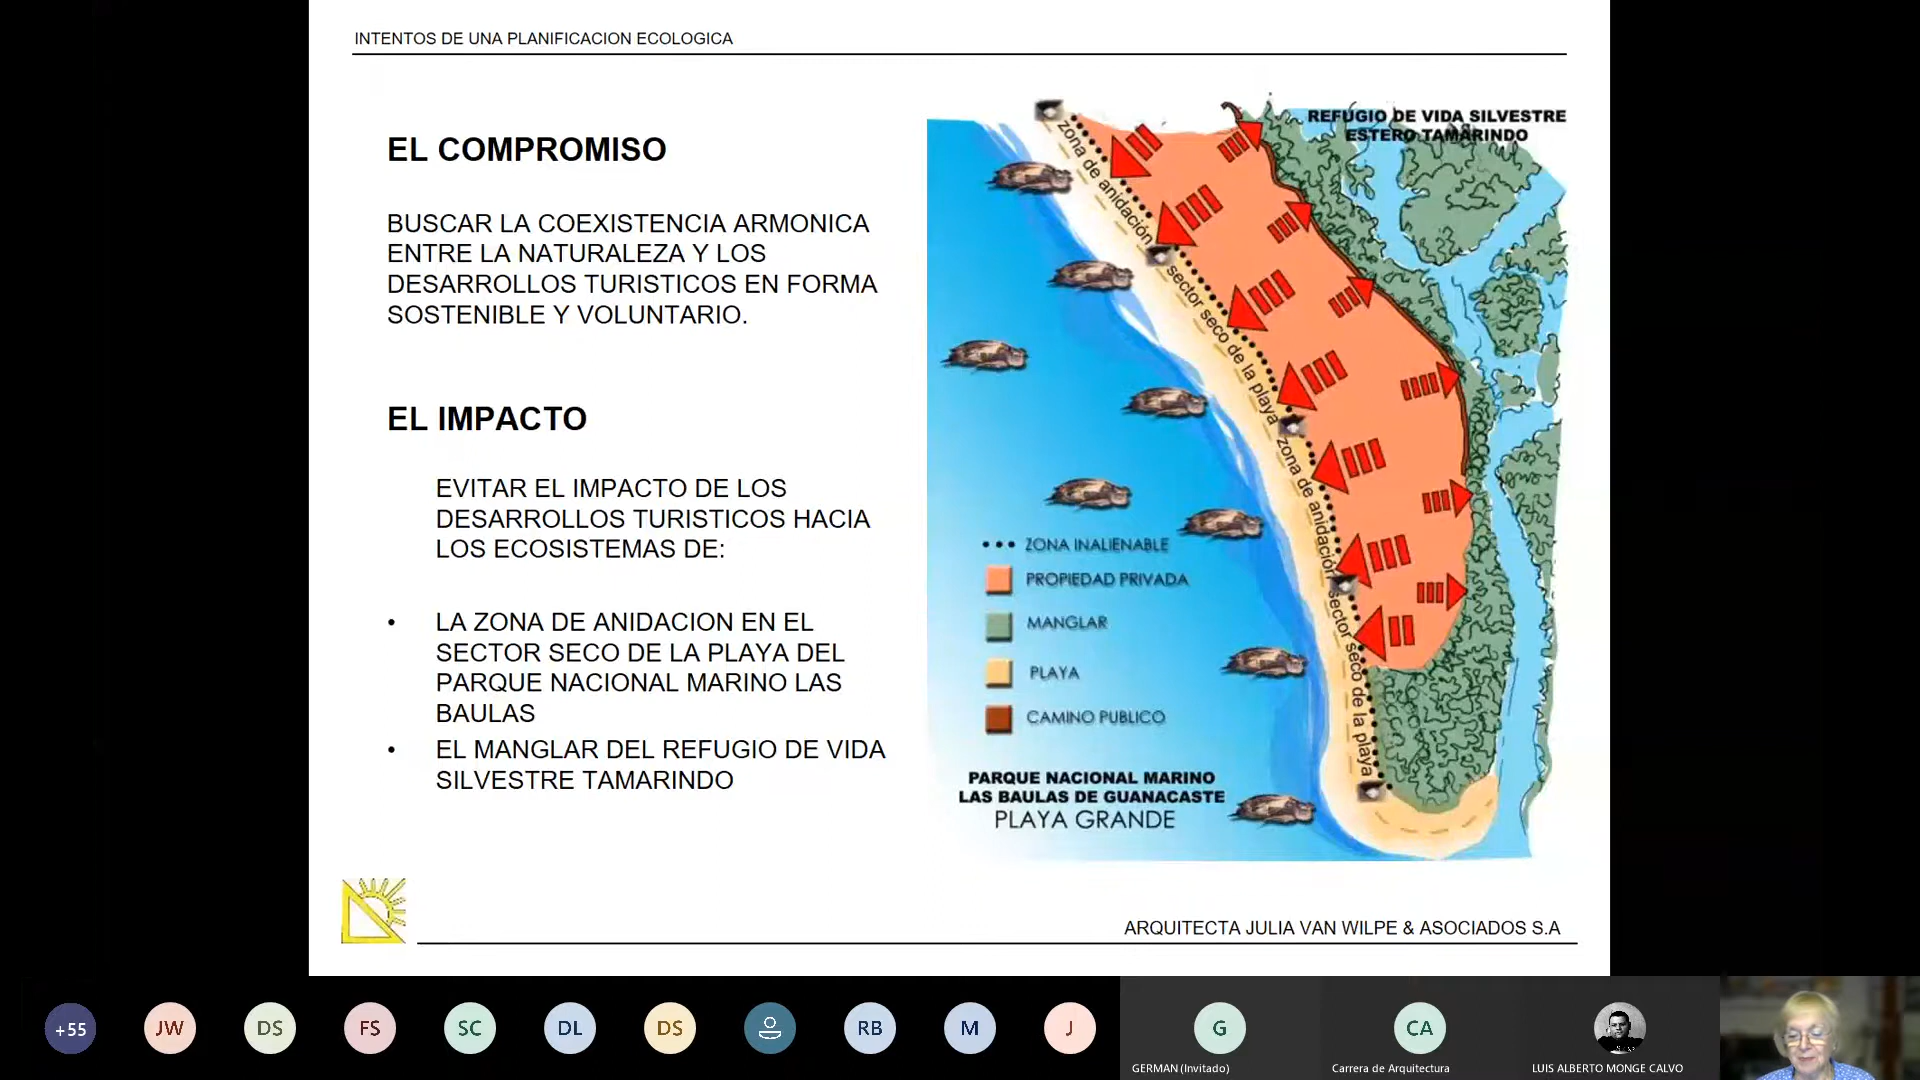 INTENTOS DE UNA PLANIFICACION ECOLOGICA
EL COMPROMISO
BUSCAR LA COEXISTENCIA ARMONICA
ENTRE LA NATURALEZA Y LOS
DESARROLLOS TURISTICOS EN FORMA
SOSTENIBLE Y VOLUNTARIO.
EL IMPACTO
EVITAR EL IMPACTO DE LOS
DESARROLLOS TURISTICOS HACIA
LOS ECOSISTEMAS DE:
• LA ZONA DE ANIDACION EN EL
SECTOR SECO DE LA PLAYA DEL
PARQUE NACIONAL MARINO LAS
BAULAS
• EL MANGLAR DEL REFUGIO DE VIDA
SILVESTRE TAMARINDO
REFUGIO DE VIDA SILVESTRE
ESTERO TAMARINDO
zona de anidación
sector seco de la playa
zona de anidación
sector seco de la playa
ZONA INALIENABLE
PROPIEDAD PRIVADA
MANGLAR
PLAYA
CAMINO PUBLICO
PARQUE NACIONAL MARINO
LAS BAULAS DE GUANACASTE
PLAYA GRANDE
ARQUITECTA JULIA VAN WILPE & ASOCIADOS S.A
+55
JW
DS
FS
SC
DL
DS
RB
M
J
G
CA
GERMAN (Invitado)
Carrera de Arquitectura
LUIS ALBERTO MONGE CALVO